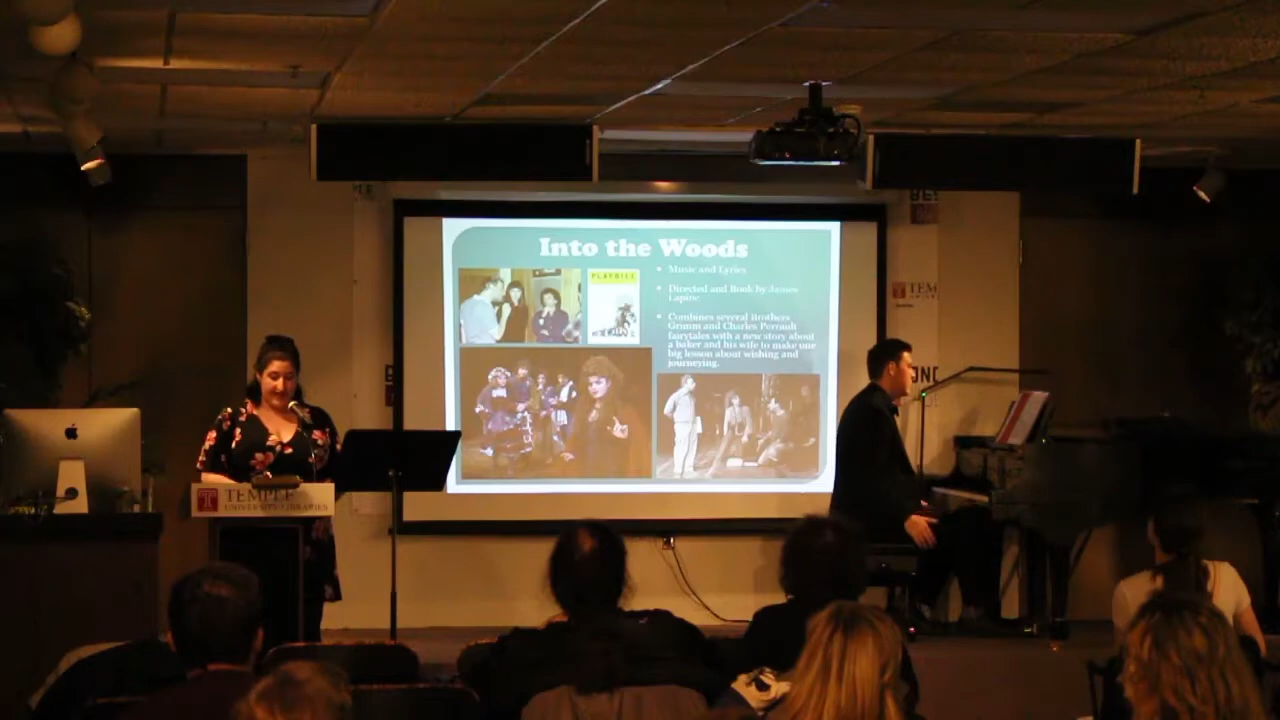 Into the Woods
PLAYBILL
Music and Lyrics
Directed and Book by James
Lapine
Combines several Brothers
Grimm and Charles Perrault
fairytales with a new story about
a baker and his wife to make one
big lesson about wishing and
journeying.
TEM
TEMPLE
UNIVERSITY LIBRARIES